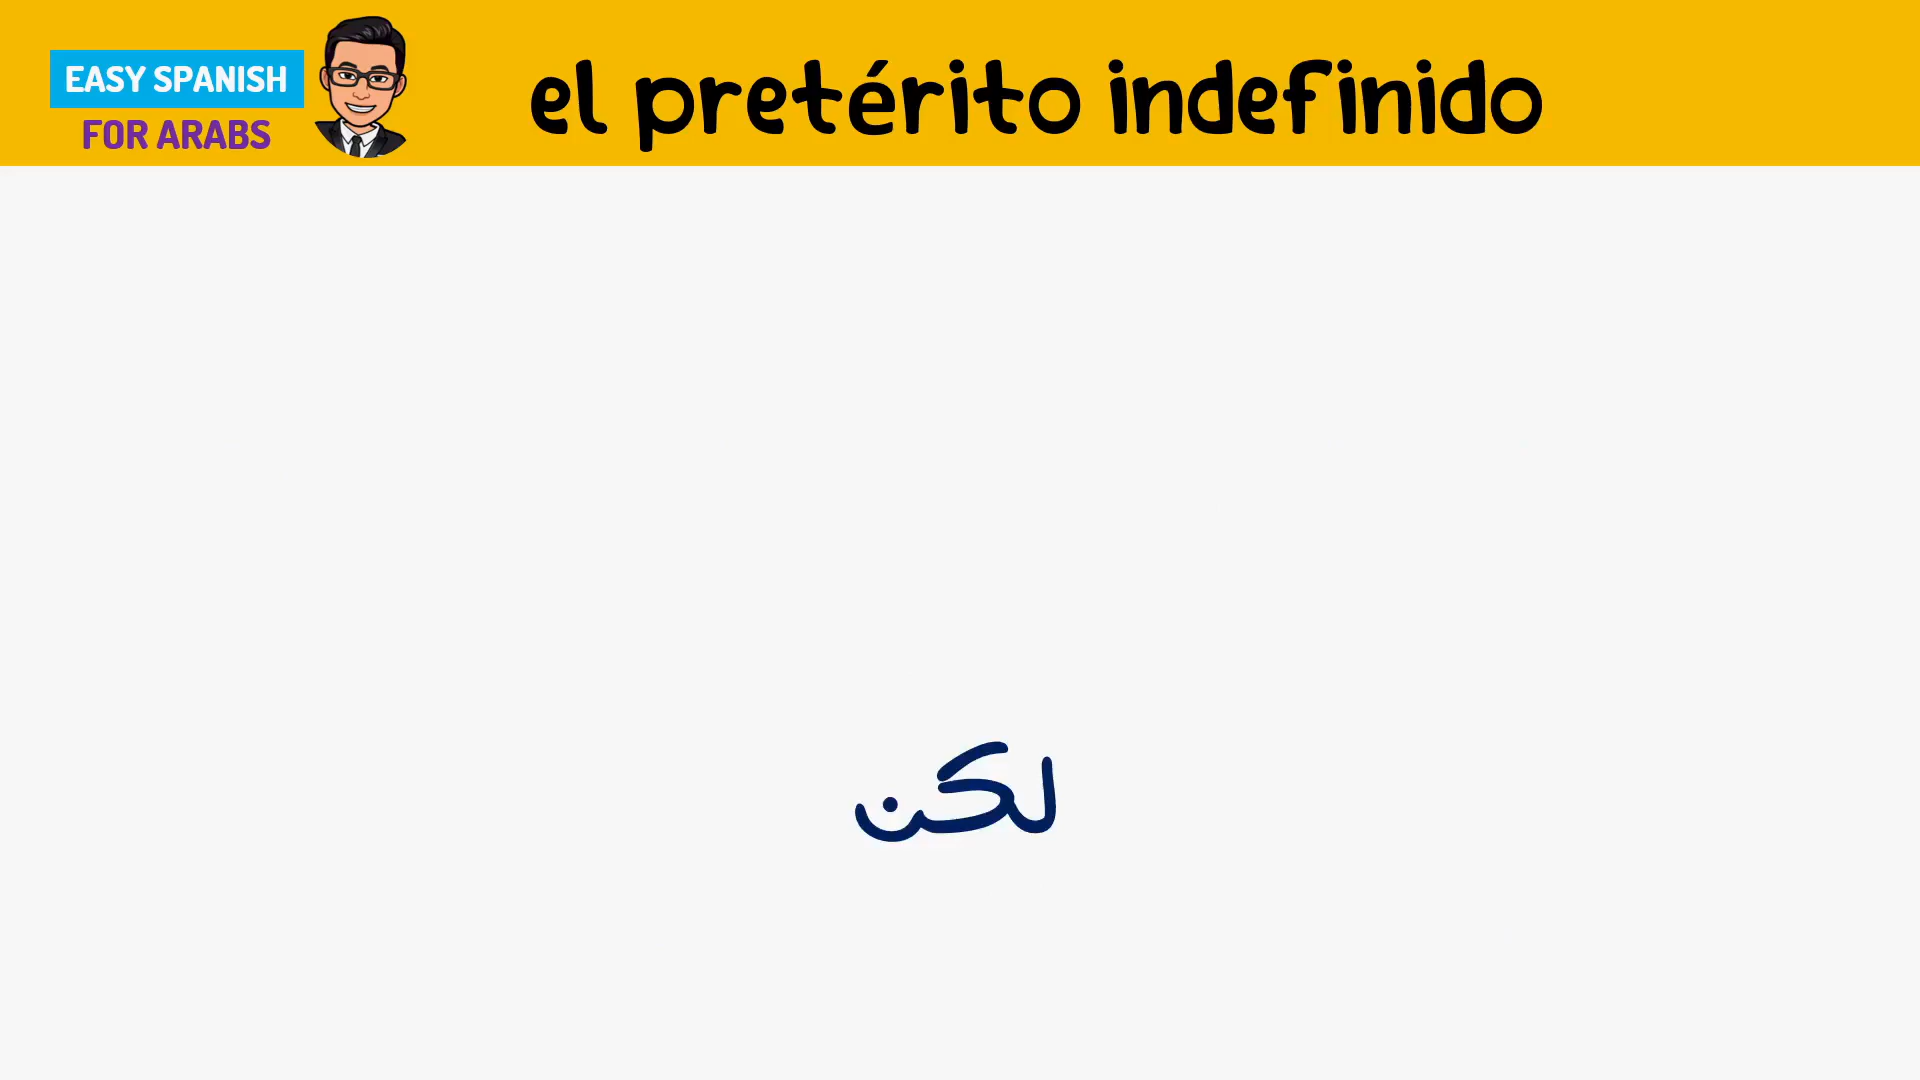 EASY SPANISH
FOR ARABS
el pretérito indefinido
لكن